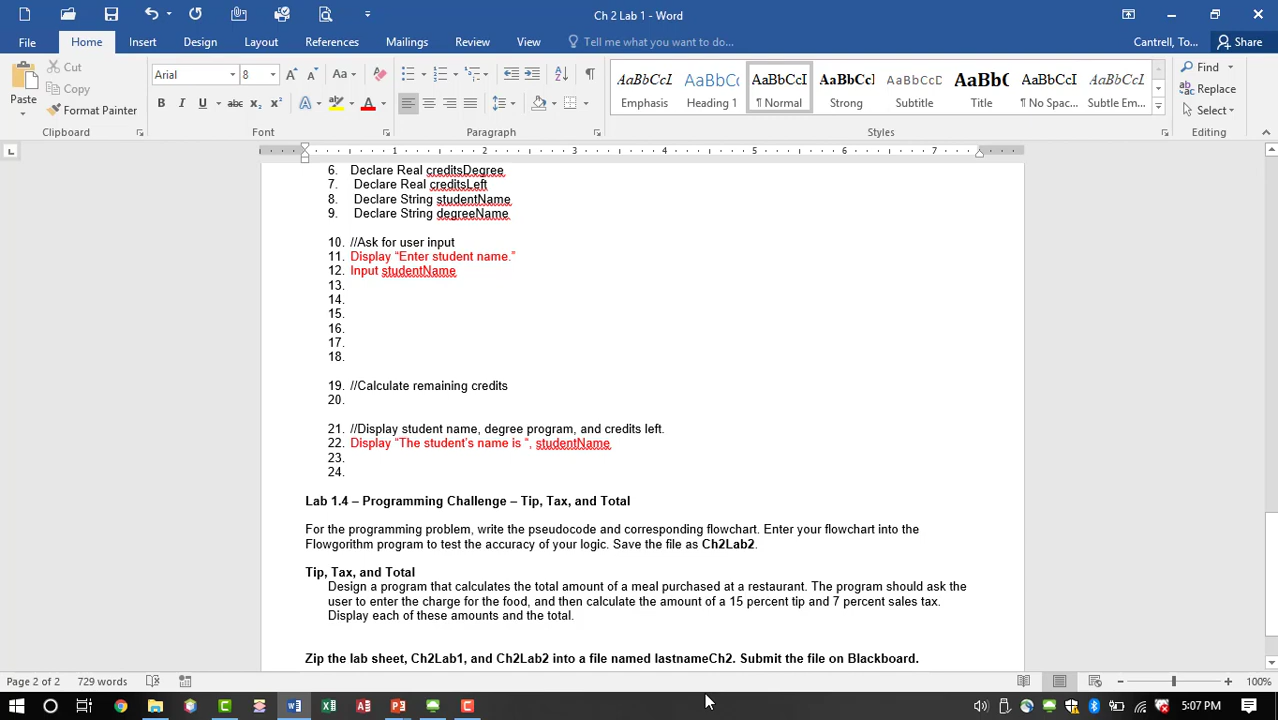 Ch 2 Lab 1 - Word
File Home Insert Design Layout References Mailings Review View Tell me what you want to do... Cantrell, To... Share
Cut
Copy
Format Painter
Paste
Clipboard
Arial 8
Font
Paragraph
AaBbCcL AaBbCc AaBbCcI AaBbCcI AaBbCcD AaBb( AaBbCcI AaBbCcI
Emphasis Heading 1 ¶ Normal Strong Subtitle Title ¶ No Spac... Subtle Em...
Styles
Find
Replace
Select
Editing
1 2 3 4 5 6 7
6. Declare Real creditsDegree
7. Declare Real creditsLeft
8. Declare String studentName
9. Declare String degreeName
10. //Ask for user input
11. Display “Enter student name.”
12. Input studentName
13.
14.
15.
16.
17.
18.
19. //Calculate remaining credits
20.
21. //Display student name, degree program, and credits left.
22. Display “The student’s name is “, studentName
23.
24.
Lab 1.4 – Programming Challenge – Tip, Tax, and Total
For the programming problem, write the pseudocode and corresponding flowchart. Enter your flowchart into the
Flowgorithm program to test the accuracy of your logic. Save the file as Ch2Lab2.
Tip, Tax, and Total
Design a program that calculates the total amount of a meal purchased at a restaurant. The program should ask the
user to enter the charge for the food, and then calculate the amount of a 15 percent tip and 7 percent sales tax.
Display each of these amounts and the total.
Zip the lab sheet, Ch2Lab1, and Ch2Lab2 into a file named lastnameCh2. Submit the file on Blackboard.
Page 2 of 2 729 words 100%
5:07 PM